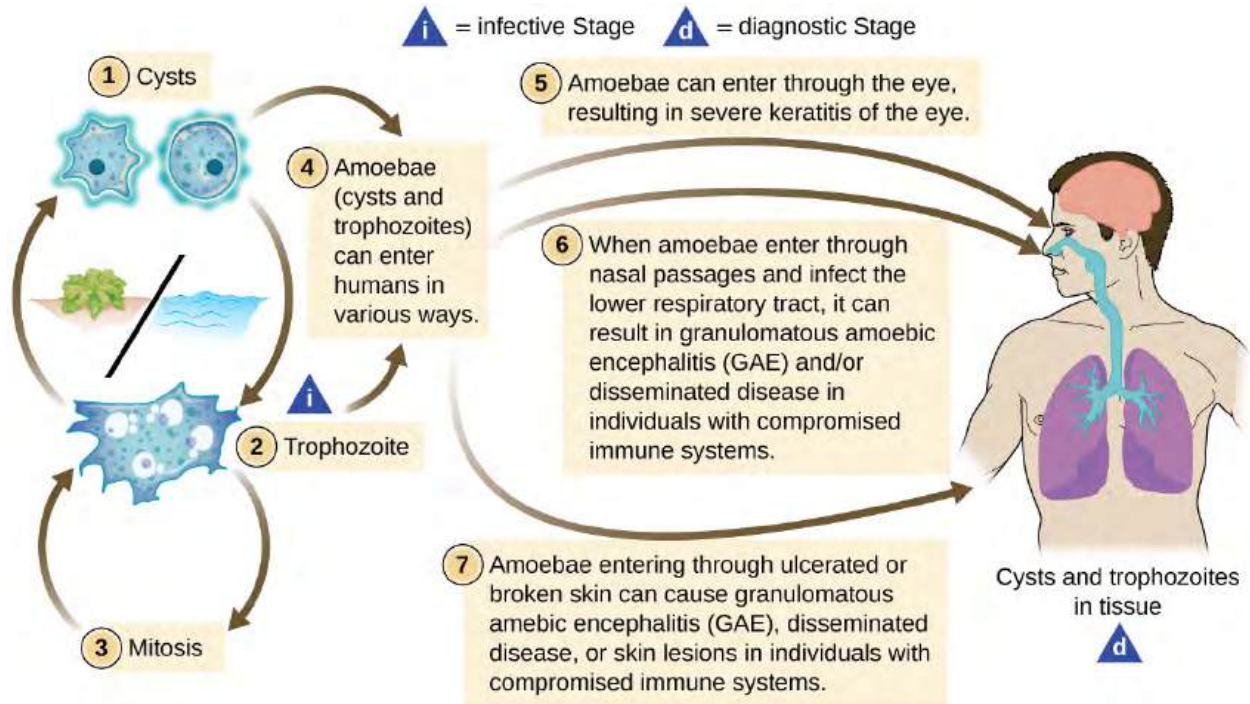 i = infective Stage
d = diagnostic Stage
1 Cysts
5 Amoebae can enter through the eye,
resulting in severe keratitis of the eye.
4 Amoebae
(cysts and
trophozoites)
can enter
humans in
various ways.
6 When amoebae enter through
nasal passages and infect the
lower respiratory tract, it can
result in granulomatous amoebic
encephalitis (GAE) and/or
disseminated disease in
individuals with compromised
immune systems.
i
2 Trophozoite
7 Amoebae entering through ulcerated or
broken skin can cause granulomatous
amebic encephalitis (GAE), disseminated
disease, or skin lesions in individuals with
compromised immune systems.
3 Mitosis
Cysts and trophozoites
in tissue
d